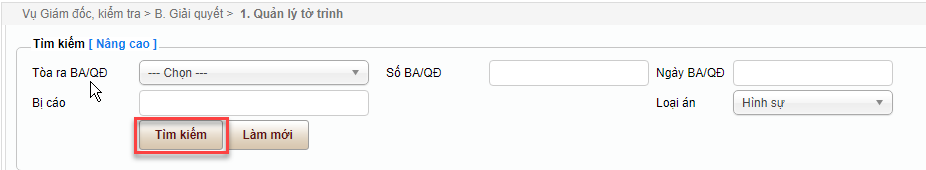 Vụ Giám đốc, kiểm tra > B. Giải quyết > 1. Quản lý tờ trình
Tìm kiếm [ Nâng cao ]
Tòa ra BA/QĐ --- Chọn --- Số BA/QĐ Ngày BA/QĐ
Bị cáo Loại án Hình sự
Tìm kiếm Làm mới